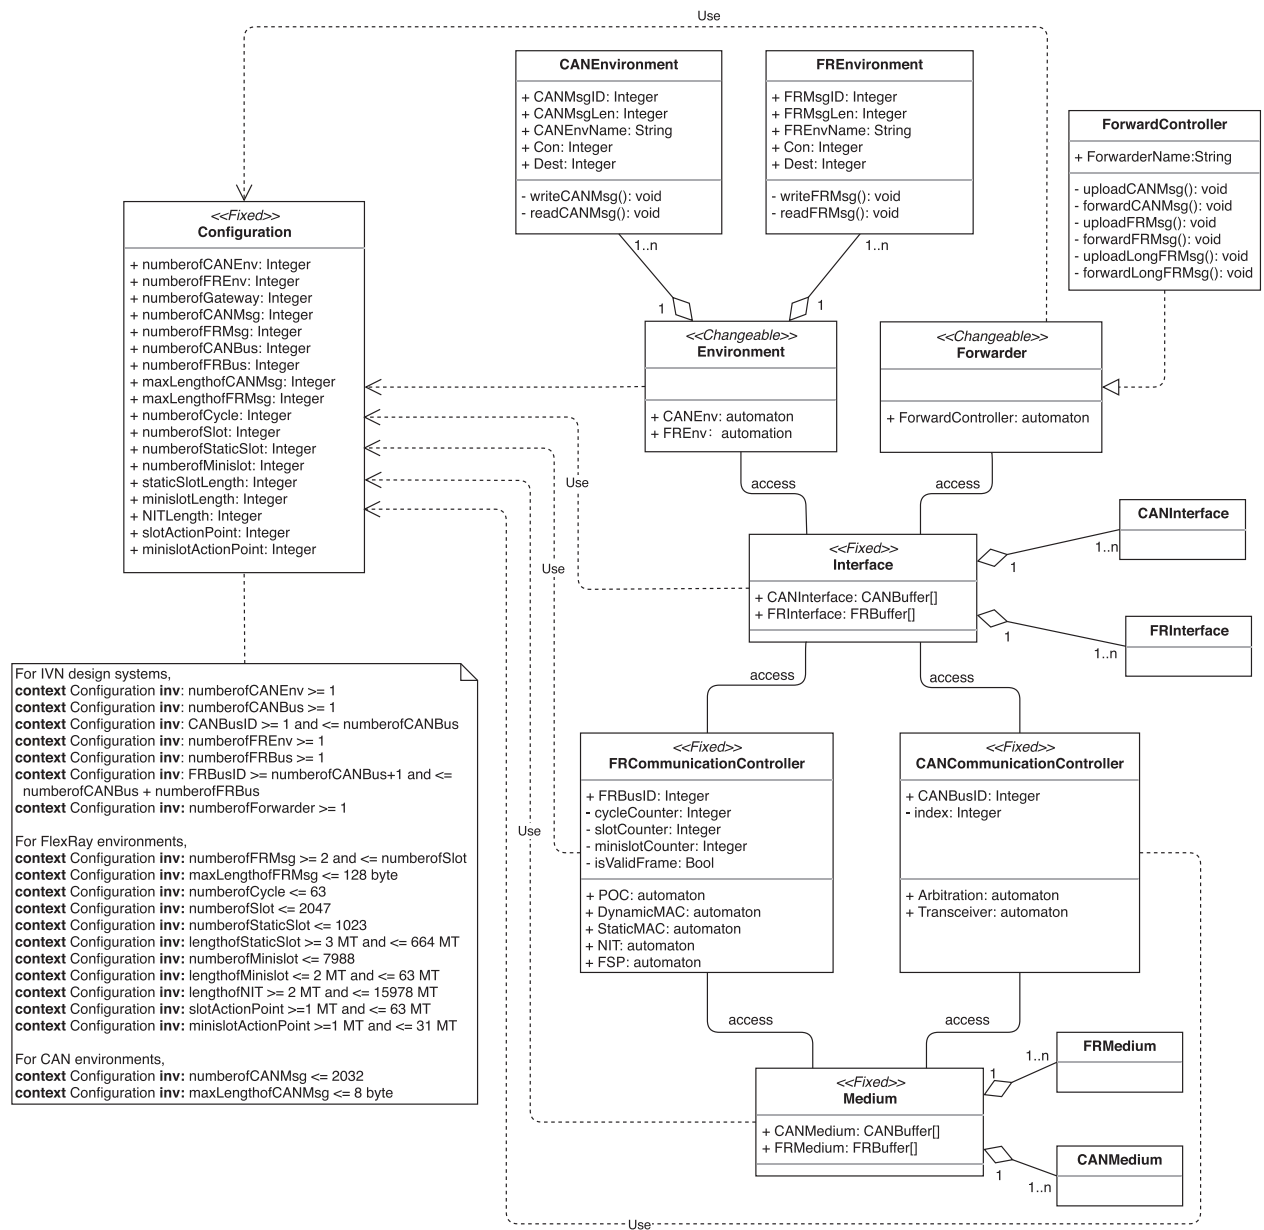 Use
CANEnvironment
+ CANMsgID: Integer
+ CANMsgLen: Integer
+ CANEnvName: String
+ Con: Integer
+ Dest: Integer
- writeCANMsg(): void
- readCANMsg(): void
FREnvironment
+ FRMsgID: Integer
+ FRMsgLen: Integer
+ FREnvName: String
+ Con: Integer
+ Dest: Integer
- writeFRMsg(): void
- readFRMsg(): void
ForwardController
+ ForwarderName:String
- uploadCANMsg(): void
- forwardCANMsg(): void
- uploadFRMsg(): void
- forwardFRMsg(): void
- uploadLongFRMsg(): void
- forwardLongFRMsg(): void
<<Fixed>>
Configuration
+ numberofCANEnv: Integer
+ numberofFREnv: Integer
+ numberofGateway: Integer
+ numberofCANMsg: Integer
+ numberofFRMsg: Integer
+ numberofCANBus: Integer
+ numberofFRBus: Integer
+ maxLengthofCANMsg: Integer
+ maxLengthofFRMsg: Integer
+ numberofCycle: Integer
+ numberofSlot: Integer
+ numberofStaticSlot: Integer
+ numberofMinislot: Integer
+ staticSlotLength: Integer
+ minislotLength: Integer
+ NITLength: Integer
+ slotActionPoint: Integer
+ minislotActionPoint: Integer
1..n
1..n
1
1
<<Changeable>>
Environment
+ CANEnv: automaton
+ FREnv: automation
<<Changeable>>
Forwarder
+ ForwardController: automaton
access
access
Use
<<Fixed>>
Interface
+ CANInterface: CANBuffer[]
+ FRInterface: FRBuffer[]
1
1..n
CANInterface
1
1..n
FRInterface
Use
access
access
For IVN design systems,
context Configuration inv: numberofCANEnv >= 1
context Configuration inv: numberofCANBus >= 1
context Configuration inv: CANBusID >= 1 and <= numberofCANBus
context Configuration inv: numberofFREnv >= 1
context Configuration inv: numberofFRBus >= 1
context Configuration inv: FRBusID >= numberofCANBus+1 and <=
numberofCANBus + numberofFRBus
context Configuration inv: numberofForwarder >= 1
For FlexRay environments,
context Configuration inv: numberofFRMsg >= 2 and <= numberofSlot
context Configuration inv: maxLengthofFRMsg <= 128 byte
context Configuration inv: numberofCycle <= 63
context Configuration inv: numberofSlot <= 2047
context Configuration inv: numberofStaticSlot <= 1023
context Configuration inv: lengthofStaticSlot >= 3 MT and <= 664 MT
context Configuration inv: numberofMinislot <= 7988
context Configuration inv: lengthofMinislot <= 2 MT and <= 63 MT
context Configuration inv: lengthofNIT >= 2 MT and <= 15978 MT
context Configuration inv: slotActionPoint >=1 MT and <= 63 MT
context Configuration inv: minislotActionPoint >=1 MT and <= 31 MT
For CAN environments,
context Configuration inv: numberofCANMsg <= 2032
context Configuration inv: maxLengthofCANMsg <= 8 byte
Use
<<Fixed>>
FRCommunicationController
+ FRBusID: Integer
- cycleCounter: Integer
- slotCounter: Integer
- minislotCounter: Integer
- isValidFrame: Bool
+ POC: automaton
+ DynamicMAC: automaton
+ StaticMAC: automaton
+ NIT: automaton
+ FSP: automaton
<<Fixed>>
CANCommunicationController
+ CANBusID: Integer
- index: Integer
+ Arbitration: automaton
+ Transceiver: automaton
access
access
<<Fixed>>
Medium
+ CANMedium: CANBuffer[]
+ FRMedium: FRBuffer[]
1
1..n
FRMedium
1
1..n
CANMedium
Use